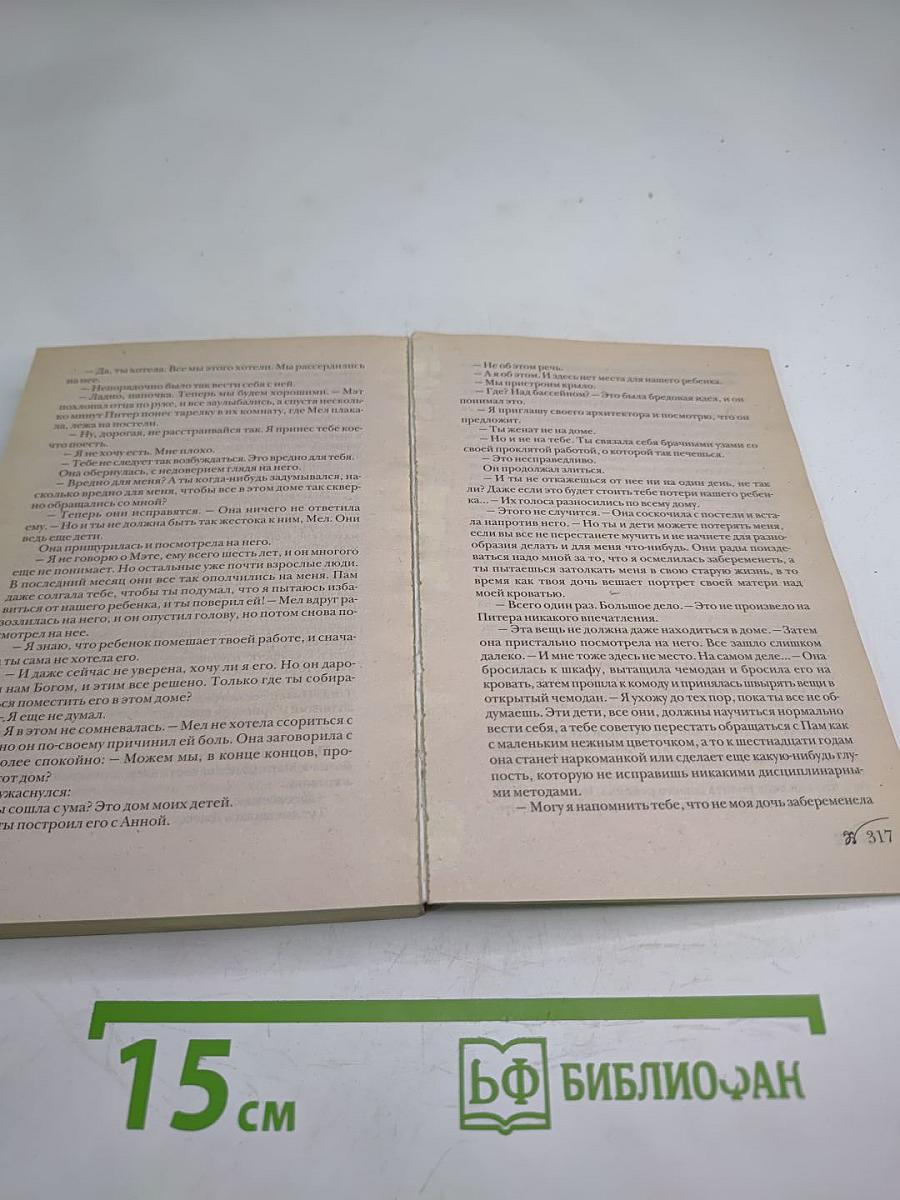 — Да, ты хотела. Все мы этого хотели. Мы рассердились
на нее.
— Непорядочно было так вести себя с ней.
— Ладно, папочка. Теперь мы будем хорошими. — Мэт
похлопал отца по руке, и все заулыбались, а спустя несколь-
ко минут Питер понес тарелку в их комнату, где Мел плака-
ла, лежа на постели.
— Ну, дорогая, не расстраивайся так. Я принес тебе кое-
что поесть.
— Я не хочу есть. Мне плохо.
— Тебе не следует так возбуждаться. Это вредно для тебя.
Она обернулась, с недоверием глядя на него.
— Вредно для меня? А ты когда-нибудь задумывался, на-
сколько вредно для меня, чтобы все в этом доме так сквер-
но обращались со мной?
— Теперь они исправятся. — Она ничего не ответила
ему. — Но и ты не должна быть так жестока к ним, Мел. Они
ведь еще дети.
Она прищурилась и посмотрела на него.
— Я не говорю о Мэте, ему всего шесть лет, и он многого
еще не понимает. Но остальные уже почти взрослые люди.
В последний месяц они все так ополчились на меня. Пам
даже солгала тебе, чтобы ты подумал, что я пытаюсь изба-
виться от нашего ребенка, и ты поверил ей! — Мел вдруг ра-
зозлилась на него, и он опустил голову, но потом снова по-
смотрел на нее.
— Я знаю, что ребенок помешает твоей работе, и снача-
ты сама не хотела его.
— И даже сейчас не уверена, хочу ли я его. Но он даро-
нам Богом, и этим все решено. Только где ты собира-
ься поместить его в этом доме?
— Я еще не думал.
Я в этом не сомневалась. — Мел не хотела ссориться с
но он по-своему причинил ей боль. Она заговорила с
олее спокойно: — Можем мы, в конце концов, про-
тот дом?
ужаснулся:
ы сошла с ума? Это дом моих детей.
ты построил его с Анной.
— Не об этом речь.
— А я об этом. И здесь нет места для нашего ребенка.
— Мы пристроим крыло.
— Где? Над бассейном? — Это была бредовая идея, и он
понимал это.
— Я приглашу своего архитектора и посмотрю, что он
предложит.
— Ты женат не на доме.
— Но и не на тебе. Ты связала себя брачными узами со
своей проклятой работой, о которой так печешься.
— Это несправедливо.
Он продолжал злиться.
— И ты не откажешься от нее ни на один день, не так
ли? Даже если это будет стоить тебе потери нашего ребен-
ка... — Их голоса разносились по всему дому.
— Этого не случится. — Она соскочила с постели и вста-
ла напротив него. — Но ты и дети можете потерять меня,
если вы все не перестанете мучить и не начнете для разно-
образия делать и для меня что-нибудь. Они рады поизде-
ваться надо мной за то, что я осмелилась забеременеть, а
ты пытаешься затолкать меня в свою старую жизнь, в то
время как твоя дочь вешает портрет своей матери над
моей кроватью.
— Всего один раз. Большое дело. — Это не произвело на
Питера никакого впечатления.
— Эта вещь не должна даже находиться в доме. — Затем
она пристально посмотрела на него. Все зашло слишком
далеко. — И мне тоже здесь не место. На самом деле... — Она
бросилась к шкафу, вытащила чемодан и бросила его на
кровать, затем прошла к комоду и принялась швырять вещи в
открытый чемодан. — Я ухожу до тех пор, пока ты все не об-
думаешь. Эти дети, все они, должны научиться нормально
вести себя, а тебе советую перестать обращаться с Пам как
с маленьким нежным цветочком, а то к шестнадцати годам
она станет наркоманкой или сделает еще какую-нибудь глу-
пость, которую не исправишь никакими дисциплинарны-
ми методами.
— Могу я напомнить тебе, что не моя дочь забеременела
317
15 см
БФ БИБЛИОФАН